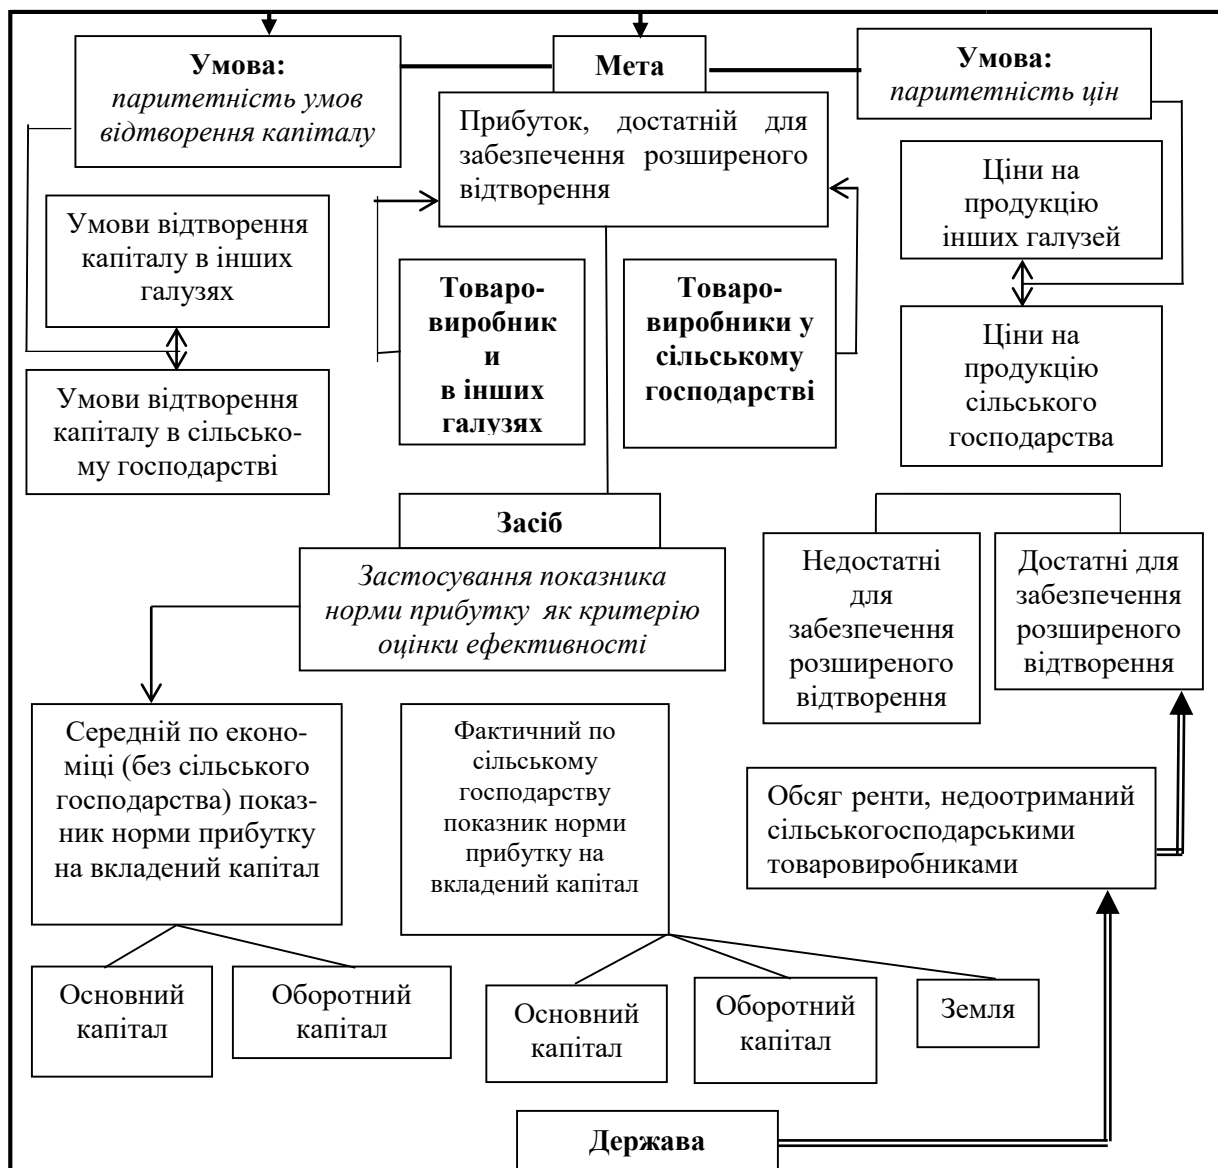 Умова:
паритетність умов
відтворення капіталу
Мета
Прибуток, достатній для
забезпечення розширеного
відтворення
Умова:
паритетність цін
Умови відтворення
капіталу в інших
галузях
Умови відтворення
капіталу в сільсько-
му господарстві
Товаро-
виробник
и
в інших
галузях
Товаро-
виробники у
сільському
господарстві
Ціни на
продукцію
інших галузей
Ціни на
продукцію
сільського
господарства
Засіб
Застосування показника
норми прибутку як критерію
оцінки ефективності
Недостатні
для
забезпечення
розширеного
відтворення
Достатні для
забезпечення
розширеного
відтворення
Середній по еконо-
міці (без сільського
господарства) показ-
ник норми прибутку
на вкладений капітал
Фактичний по
сільському
господарству
показник норми
прибутку на
вкладений капітал
Обсяг ренти, недоотриманий
сільськогосподарськими
товаровиробниками
Основний
капітал
Оборотний
капітал
Основний
капітал
Оборотний
капітал
Земля
Держава